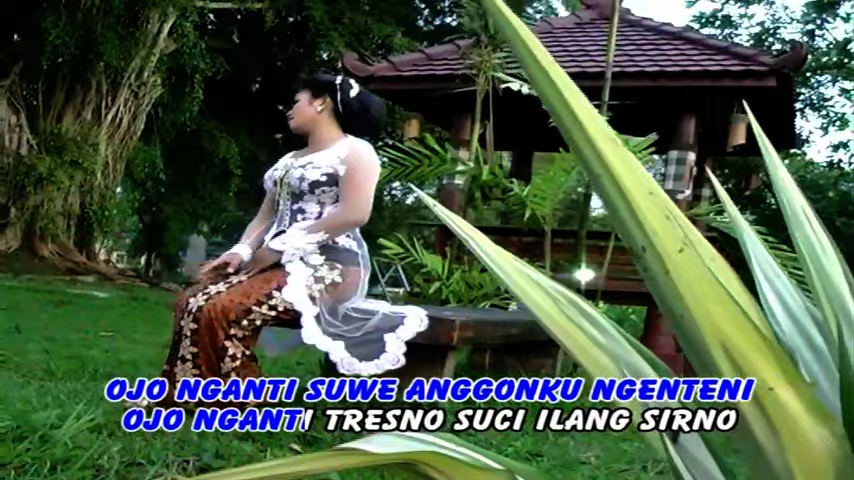 OJO NGANTI SUWE ANGGONKU NGENTENI
OJO NGANTI TRESNO SUCI ILANG SIRNO